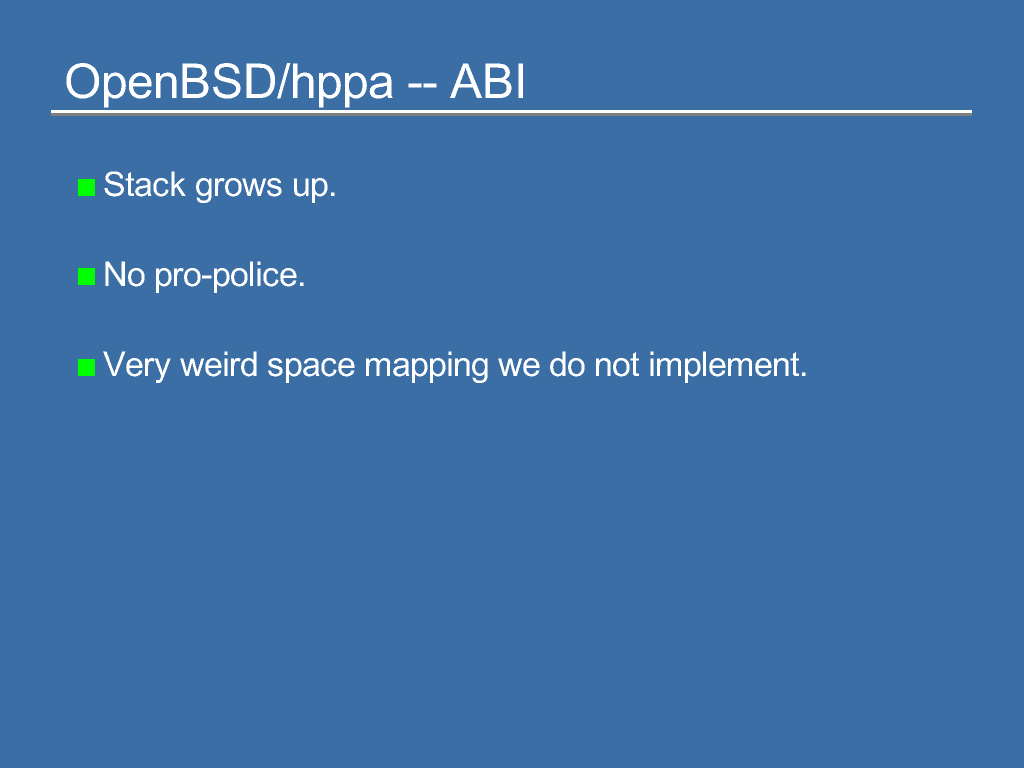 OpenBSD/hppa -- ABI
Stack grows up.
No pro-police.
Very weird space mapping we do not implement.